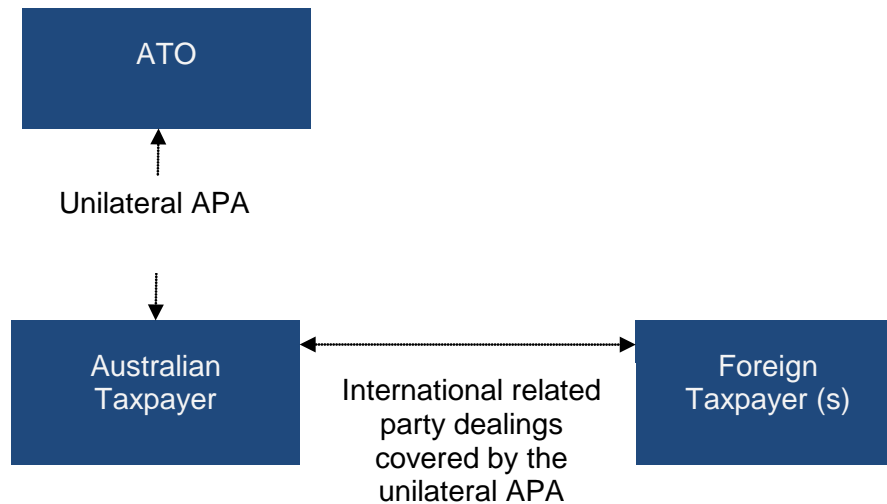 ATO
Unilateral APA
Australian
Taxpayer
International related
party dealings
covered by the
unilateral APA
Foreign
Taxpayer (s)